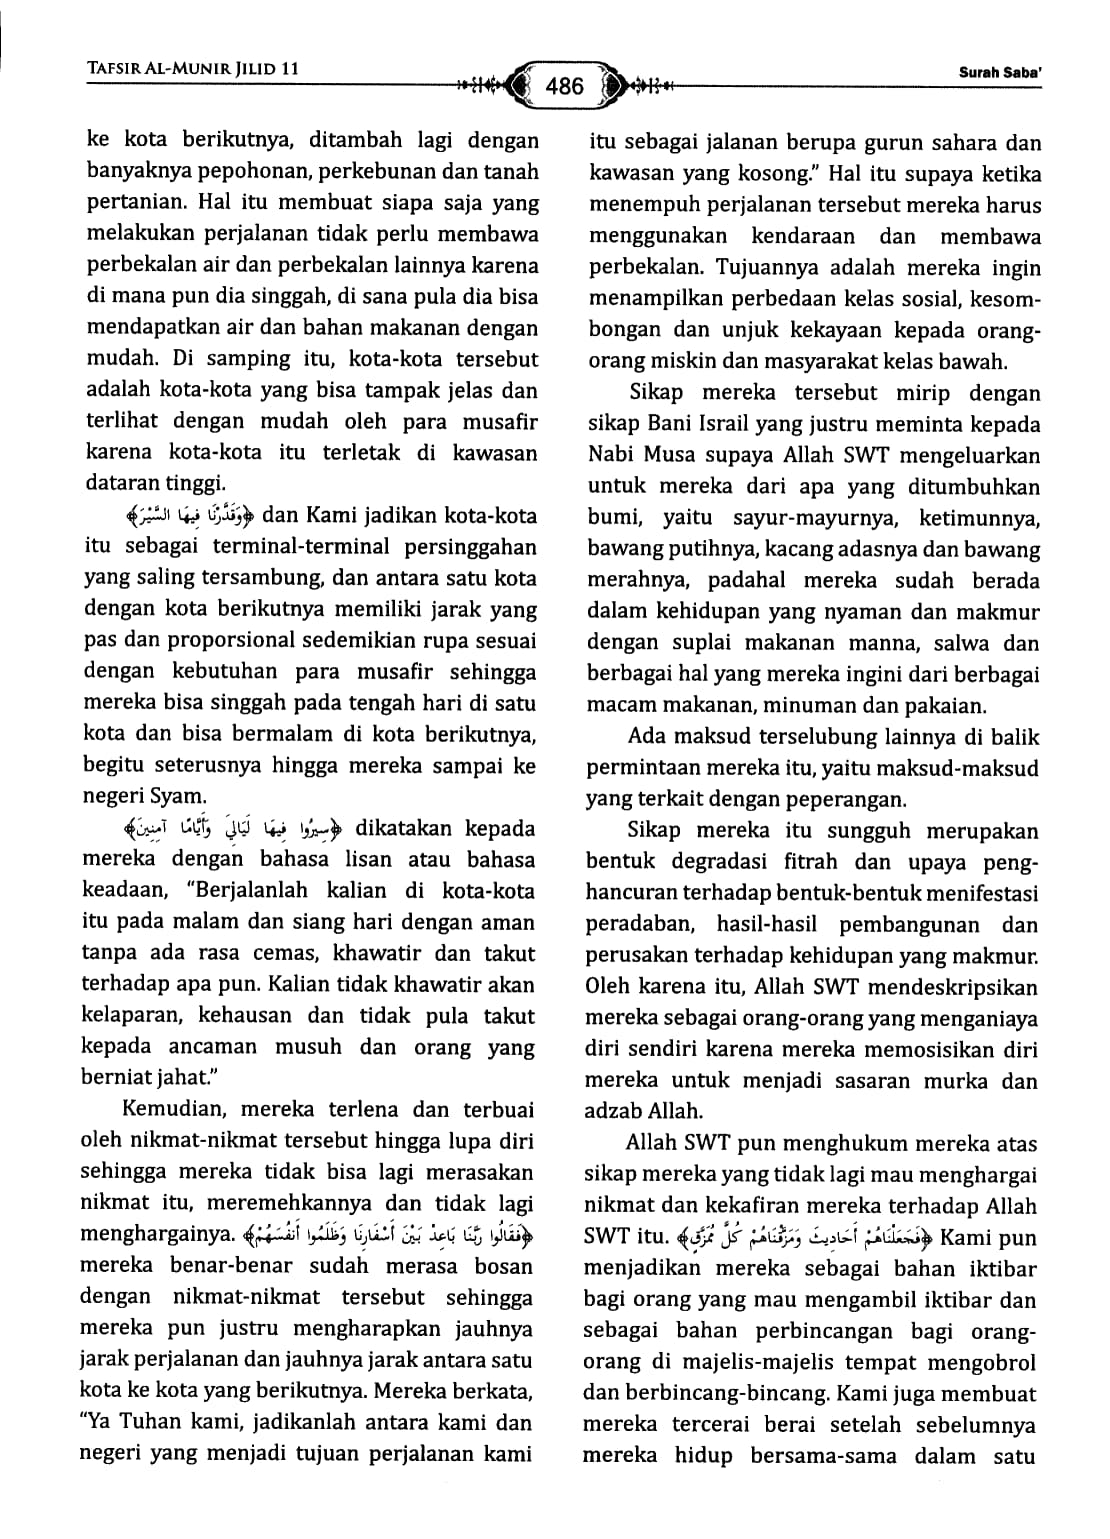 TAFSIR AL-MUNIR JILID 11
486
Surah Saba'
ke kota berikutnya, ditambah lagi dengan
banyaknya pepohonan, perkebunan dan tanah
pertanian. Hal itu membuat siapa saja yang
melakukan perjalanan tidak perlu membawa
perbekalan air dan perbekalan lainnya karena
di mana pun dia singgah, di sana pula dia bisa
mendapatkan air dan bahan makanan dengan
mudah. Di samping itu, kota-kota tersebut
adalah kota-kota yang bisa tampak jelas dan
terlihat dengan mudah oleh para musafir
karena kota-kota itu terletak di kawasan
dataran tinggi.
﴿وَقَدَّرْنَا فِيهَا السَّيْرَ﴾ dan Kami jadikan kota-kota
itu sebagai terminal-terminal persinggahan
yang saling tersambung, dan antara satu kota
dengan kota berikutnya memiliki jarak yang
pas dan proporsional sedemikian rupa sesuai
dengan kebutuhan para musafir sehingga
mereka bisa singgah pada tengah hari di satu
kota dan bisa bermalam di kota berikutnya,
begitu seterusnya hingga mereka sampai ke
negeri Syam.
﴿سِيرُوا فِيهَا لَيَالِيَ وَأَيَّامًا آمِنِينَ﴾ dikatakan kepada
mereka dengan bahasa lisan atau bahasa
keadaan, “Berjalanlah kalian di kota-kota
itu pada malam dan siang hari dengan aman
tanpa ada rasa cemas, khawatir dan takut
terhadap apa pun. Kalian tidak khawatir akan
kelaparan, kehausan dan tidak pula takut
kepada ancaman musuh dan orang yang
berniat jahat.”
Kemudian, mereka terlena dan terbuai
oleh nikmat-nikmat tersebut hingga lupa diri
sehingga mereka tidak bisa lagi merasakan
nikmat itu, meremehkannya dan tidak lagi
menghargainya. ﴿فَقَالُوا رَبَّنَا بَاعِدْ بَيْنَ أَسْفَارِنَا وَظَلَمُوا أَنْفُسَهُمْ﴾
mereka benar-benar sudah merasa bosan
dengan nikmat-nikmat tersebut sehingga
mereka pun justru mengharapkan jauhnya
jarak perjalanan dan jauhnya jarak antara satu
kota ke kota yang berikutnya. Mereka berkata,
“Ya Tuhan kami, jadikanlah antara kami dan
negeri yang menjadi tujuan perjalanan kami
itu sebagai jalanan berupa gurun sahara dan
kawasan yang kosong.” Hal itu supaya ketika
menempuh perjalanan tersebut mereka harus
menggunakan kendaraan dan membawa
perbekalan. Tujuannya adalah mereka ingin
menampilkan perbedaan kelas sosial, kesom-
bongan dan unjuk kekayaan kepada orang-
orang miskin dan masyarakat kelas bawah.
Sikap mereka tersebut mirip dengan
sikap Bani Israil yang justru meminta kepada
Nabi Musa supaya Allah SWT mengeluarkan
untuk mereka dari apa yang ditumbuhkan
bumi, yaitu sayur-mayurnya, ketimunnya,
bawang putihnya, kacang adasnya dan bawang
merahnya, padahal mereka sudah berada
dalam kehidupan yang nyaman dan makmur
dengan suplai makanan manna, salwa dan
berbagai hal yang mereka ingini dari berbagai
macam makanan, minuman dan pakaian.
Ada maksud terselubung lainnya di balik
permintaan mereka itu, yaitu maksud-maksud
yang terkait dengan peperangan.
Sikap mereka itu sungguh merupakan
bentuk degradasi fitrah dan upaya peng-
hancuran terhadap bentuk-bentuk menifestasi
peradaban, hasil-hasil pembangunan dan
perusakan terhadap kehidupan yang makmur.
Oleh karena itu, Allah SWT mendeskripsikan
mereka sebagai orang-orang yang menganiaya
diri sendiri karena mereka memosisikan diri
mereka untuk menjadi sasaran murka dan
adzab Allah.
Allah SWT pun menghukum mereka atas
sikap mereka yang tidak lagi mau menghargai
nikmat dan kekafiran mereka terhadap Allah
SWT itu. ﴿فَجَعَلْنَاهُمْ أَحَادِيثَ وَمَزَّقْنَاهُمْ كُلَّ مُمَزَّقٍ﴾ Kami pun
menjadikan mereka sebagai bahan iktibar
bagi orang yang mau mengambil iktibar dan
sebagai bahan perbincangan bagi orang-
orang di majelis-majelis tempat mengobrol
dan berbincang-bincang. Kami juga membuat
mereka tercerai berai setelah sebelumnya
mereka hidup bersama-sama dalam satu